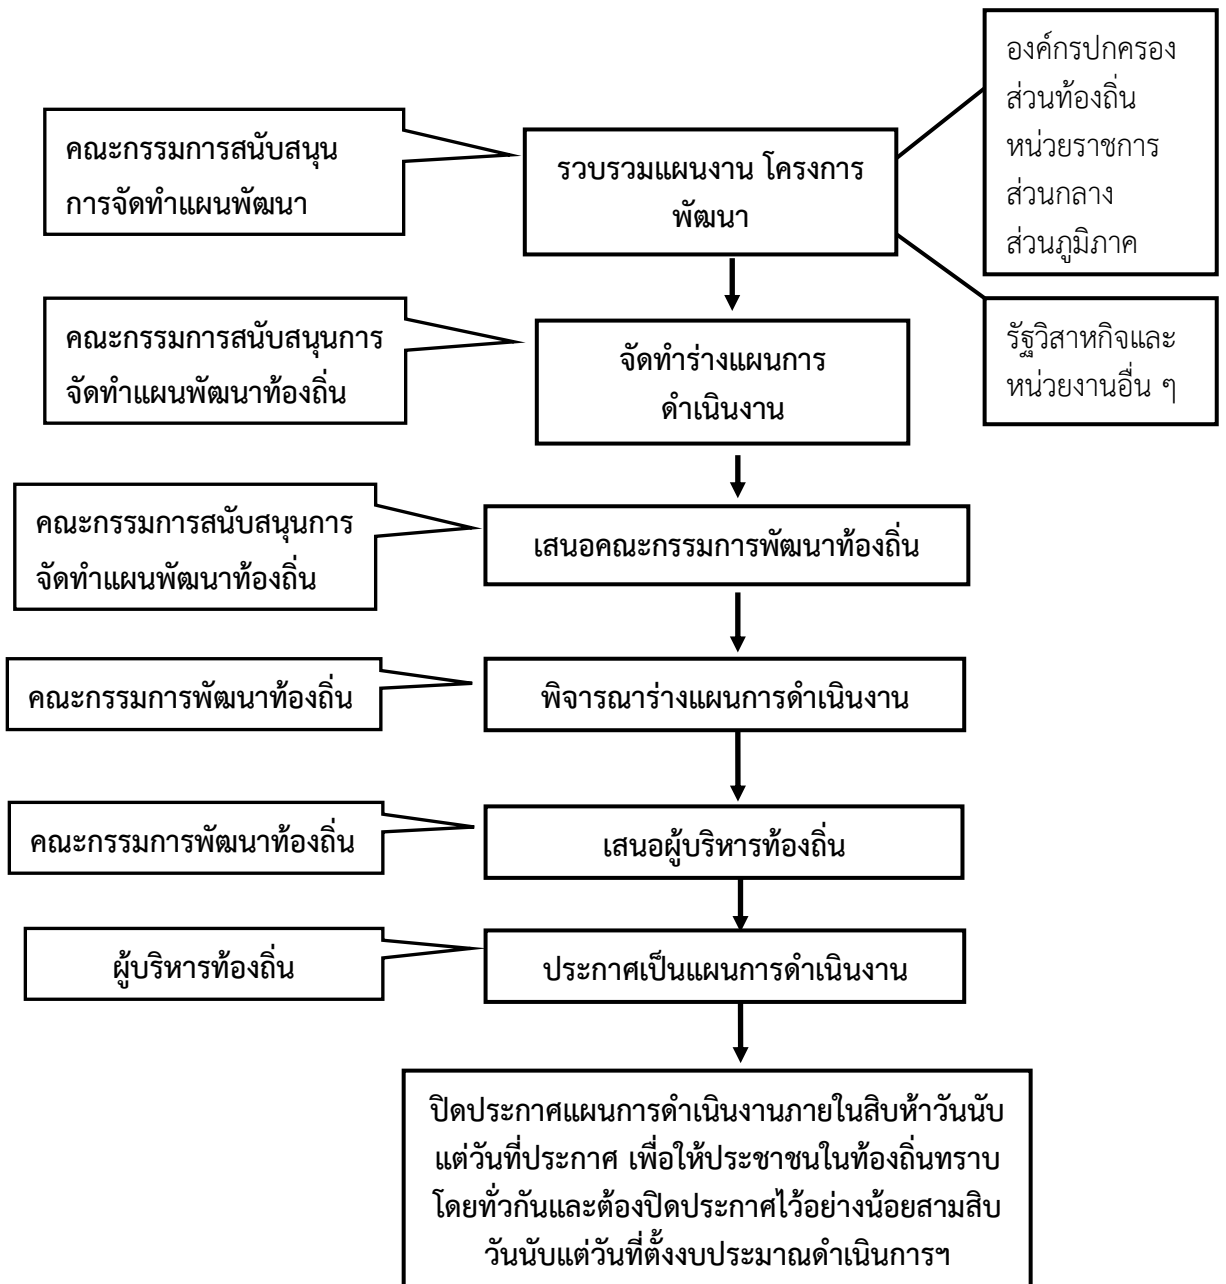 องค์กรปกครอง
ส่วนท้องถิ่น
หน่วยราชการ
ส่วนกลาง
ส่วนภูมิภาค
คณะกรรมการสนับสนุน
การจัดทำแผนพัฒนา
รวบรวมแผนงาน โครงการ
พัฒนา
รัฐวิสาหกิจและ
หน่วยงานอื่น ๆ
คณะกรรมการสนับสนุนการ
จัดทำแผนพัฒนาท้องถิ่น
จัดทำร่างแผนการ
ดำเนินงาน
คณะกรรมการสนับสนุนการ
จัดทำแผนพัฒนาท้องถิ่น
เสนอคณะกรรมการพัฒนาท้องถิ่น
คณะกรรมการพัฒนาท้องถิ่น
พิจารณาร่างแผนการดำเนินงาน
คณะกรรมการพัฒนาท้องถิ่น
เสนอผู้บริหารท้องถิ่น
ผู้บริหารท้องถิ่น
ประกาศเป็นแผนการดำเนินงาน
ปิดประกาศแผนการดำเนินงานภายในสิบห้าวันนับ
แต่วันที่ประกาศ เพื่อให้ประชาชนในท้องถิ่นทราบ
โดยทั่วกันและต้องปิดประกาศไว้อย่างน้อยสามสิบ
วันนับแต่วันที่ตั้งงบประมาณดำเนินการฯ